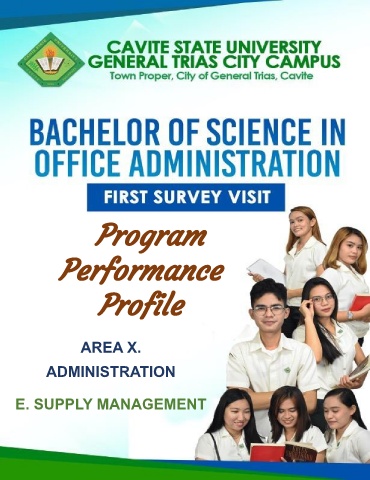 CAVITE STATE UNIVERSITY
GENERAL TRIAS CITY CAMPUS
Town Proper, City of General Trias, Cavite
BACHELOR OF SCIENCE IN
OFFICE ADMINISTRATION
FIRST SURVEY VISIT
Program
Performance
Profile
AREA X.
ADMINISTRATION
E. SUPPLY MANAGEMENT